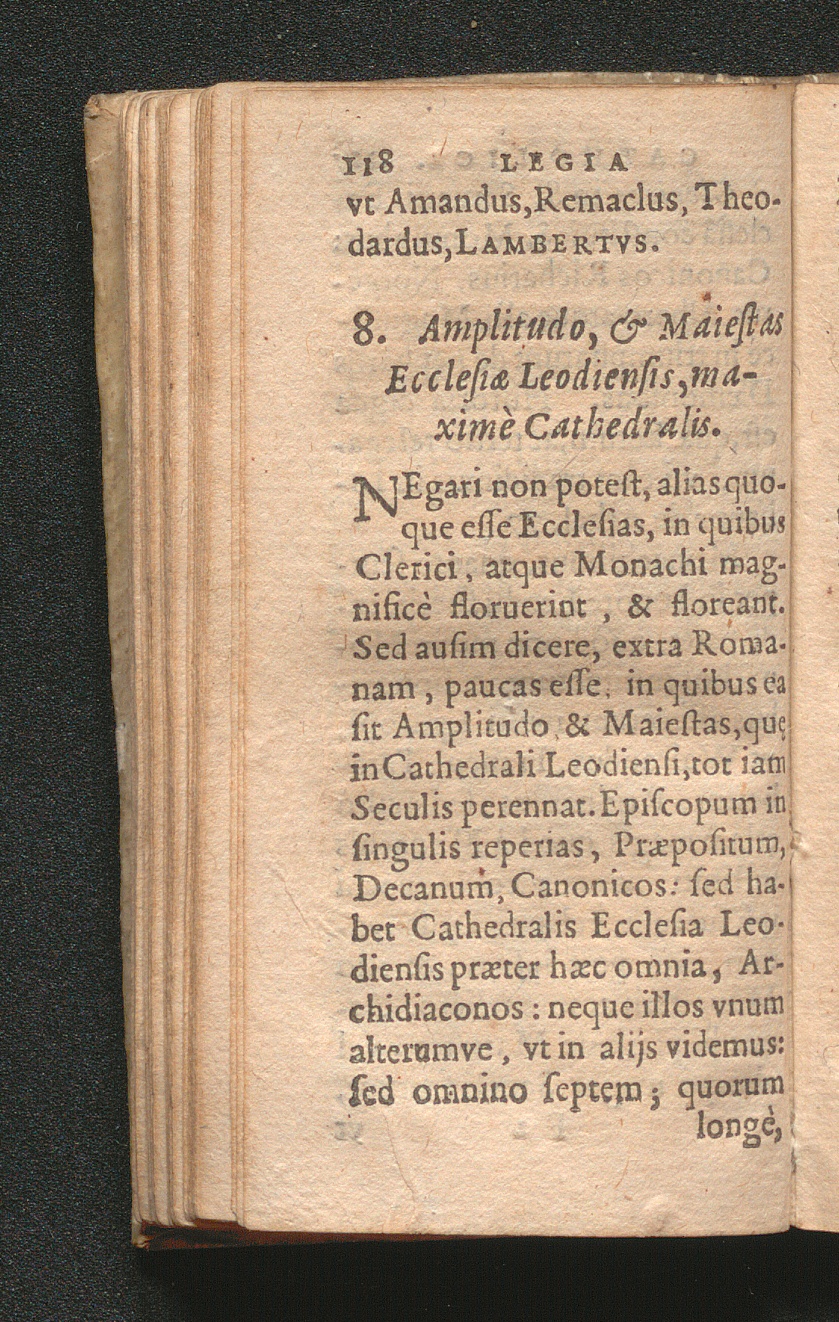 118 LEGIA
vt Amandus, Remaclus, Theo-
dardus, LAMBERTVS.
8. Amplitudo, & Maieſtas
Eccleſiæ Leodienſis, ma-
ximè Cathedralis.
NEgari non poteſt, alias quo-
que eſſe Eccleſias, in quibus
Clerici, atque Monachi mag-
nificè floruerint, & floreant.
Sed auſim dicere, extra Roma-
nam, paucas eſſe, in quibus ea
ſit Amplitudo, & Maieſtas, quę
in Cathedrali Leodienſi, tot iam
Seculis perennat. Epiſcopum in
ſingulis reperias, Præpoſitum,
Decanum, Canonicos: ſed ha-
bet Cathedralis Eccleſia Leo-
dienſis præter hæc omnia, Ar-
chidiaconos: neque illos vnum
alterumve, vt in alijs videmus:
ſed omnino ſeptem; quorum
longè,